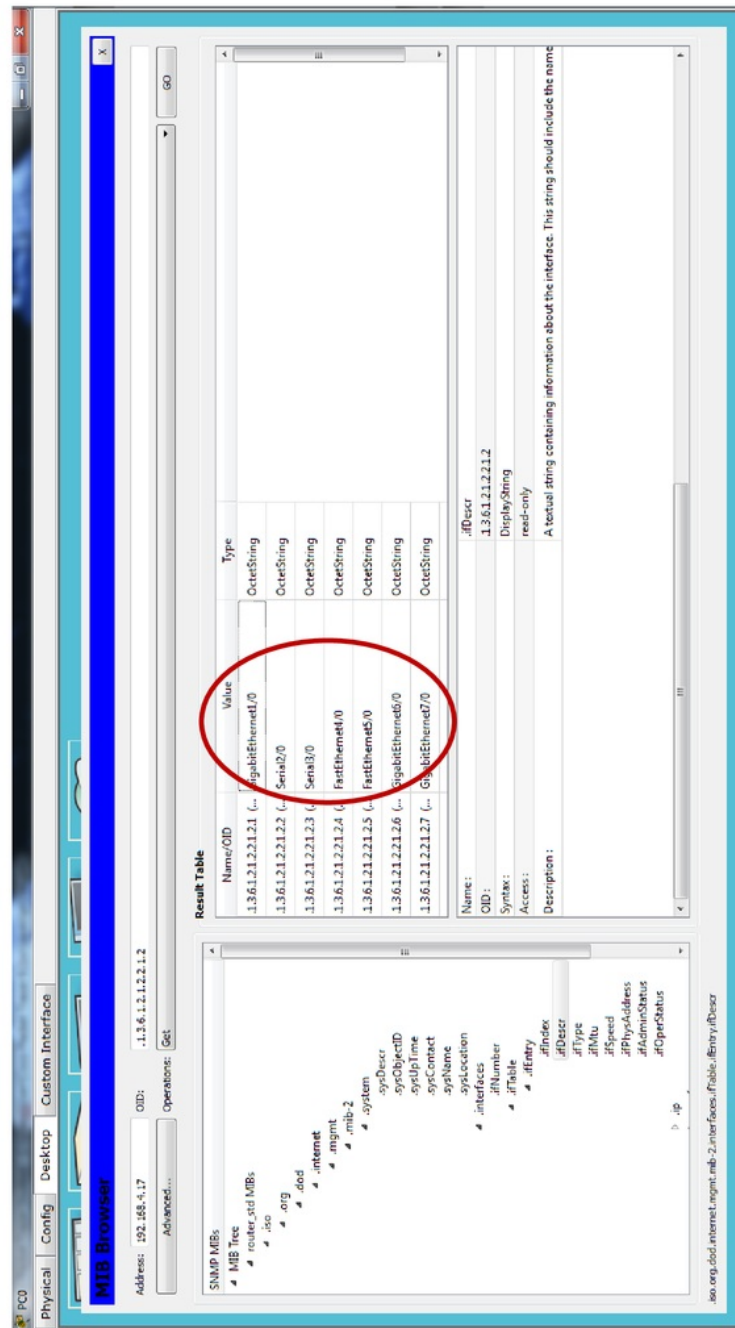 PC0
Physical Config Desktop Custom Interface
MIB Browser
X
Address: 192.168.4.17
OID: .1.3.6.1.2.1.2.2.1.2
Advanced...
Operations: Get
GO
SNMP MIBs
MIB Tree
router_std MIBs
.iso
.org
.dod
.internet
.mgmt
.mib-2
.system
.sysDescr
.sysObjectID
.sysUpTime
.sysContact
.sysName
.sysLocation
.interfaces
.ifNumber
.ifTable
.ifEntry
.ifIndex
.ifDescr
.ifType
.ifMtu
.ifSpeed
.ifPhysAddress
.ifAdminStatus
.ifOperStatus
.ip
Result Table
Name/OID Value Type
.1.3.6.1.2.1.2.2.1.2.1 (... GigabitEthernet1/0 OctetString
.1.3.6.1.2.1.2.2.1.2.2 (... Serial2/0 OctetString
.1.3.6.1.2.1.2.2.1.2.3 (... Serial3/0 OctetString
.1.3.6.1.2.1.2.2.1.2.4 (... FastEthernet4/0 OctetString
.1.3.6.1.2.1.2.2.1.2.5 (... FastEthernet5/0 OctetString
.1.3.6.1.2.1.2.2.1.2.6 (... GigabitEthernet6/0 OctetString
.1.3.6.1.2.1.2.2.1.2.7 (... GigabitEthernet7/0 OctetString
Name : .ifDescr
OID : .1.3.6.1.2.1.2.2.1.2
Syntax : DisplayString
Access : read-only
Description : A textual string containing information about the interface. This string should include the name
.iso.org.dod.internet.mgmt.mib-2.interfaces.ifTable.ifEntry.ifDescr